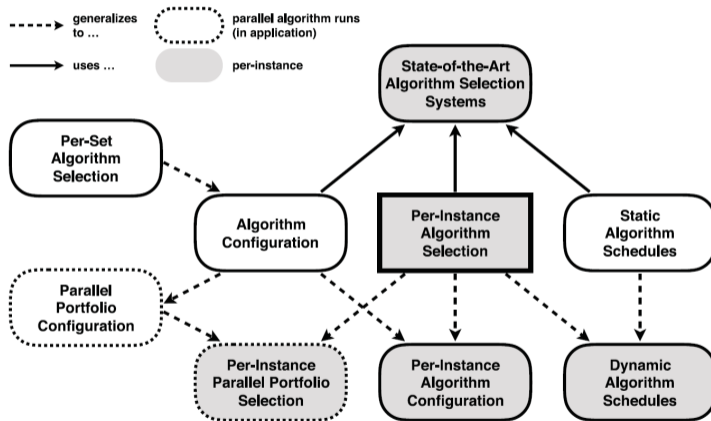 generalizes
to ...
parallel algorithm runs
(in application)
uses ...
per-instance
State-of-the-Art
Algorithm Selection
Systems
Per-Set
Algorithm
Selection
Algorithm
Configuration
Per-Instance
Algorithm
Selection
Static
Algorithm
Schedules
Parallel
Portfolio
Configuration
Per-Instance
Parallel Portfolio
Selection
Per-Instance
Algorithm
Configuration
Dynamic
Algorithm
Schedules